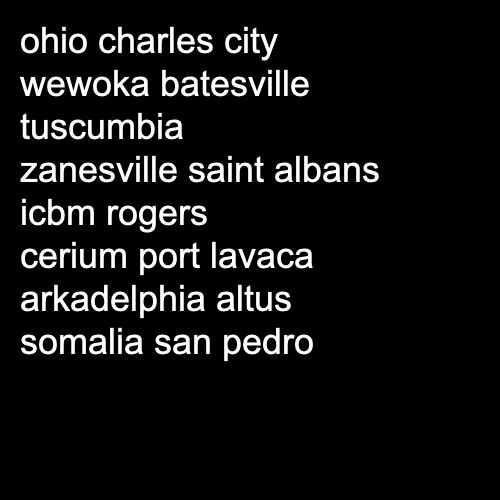 ohio charles city
wewoka batesville
tuscumbia
zanesville saint albans
icbm rogers
cerium port lavaca
arkadelphia altus
somalia san pedro